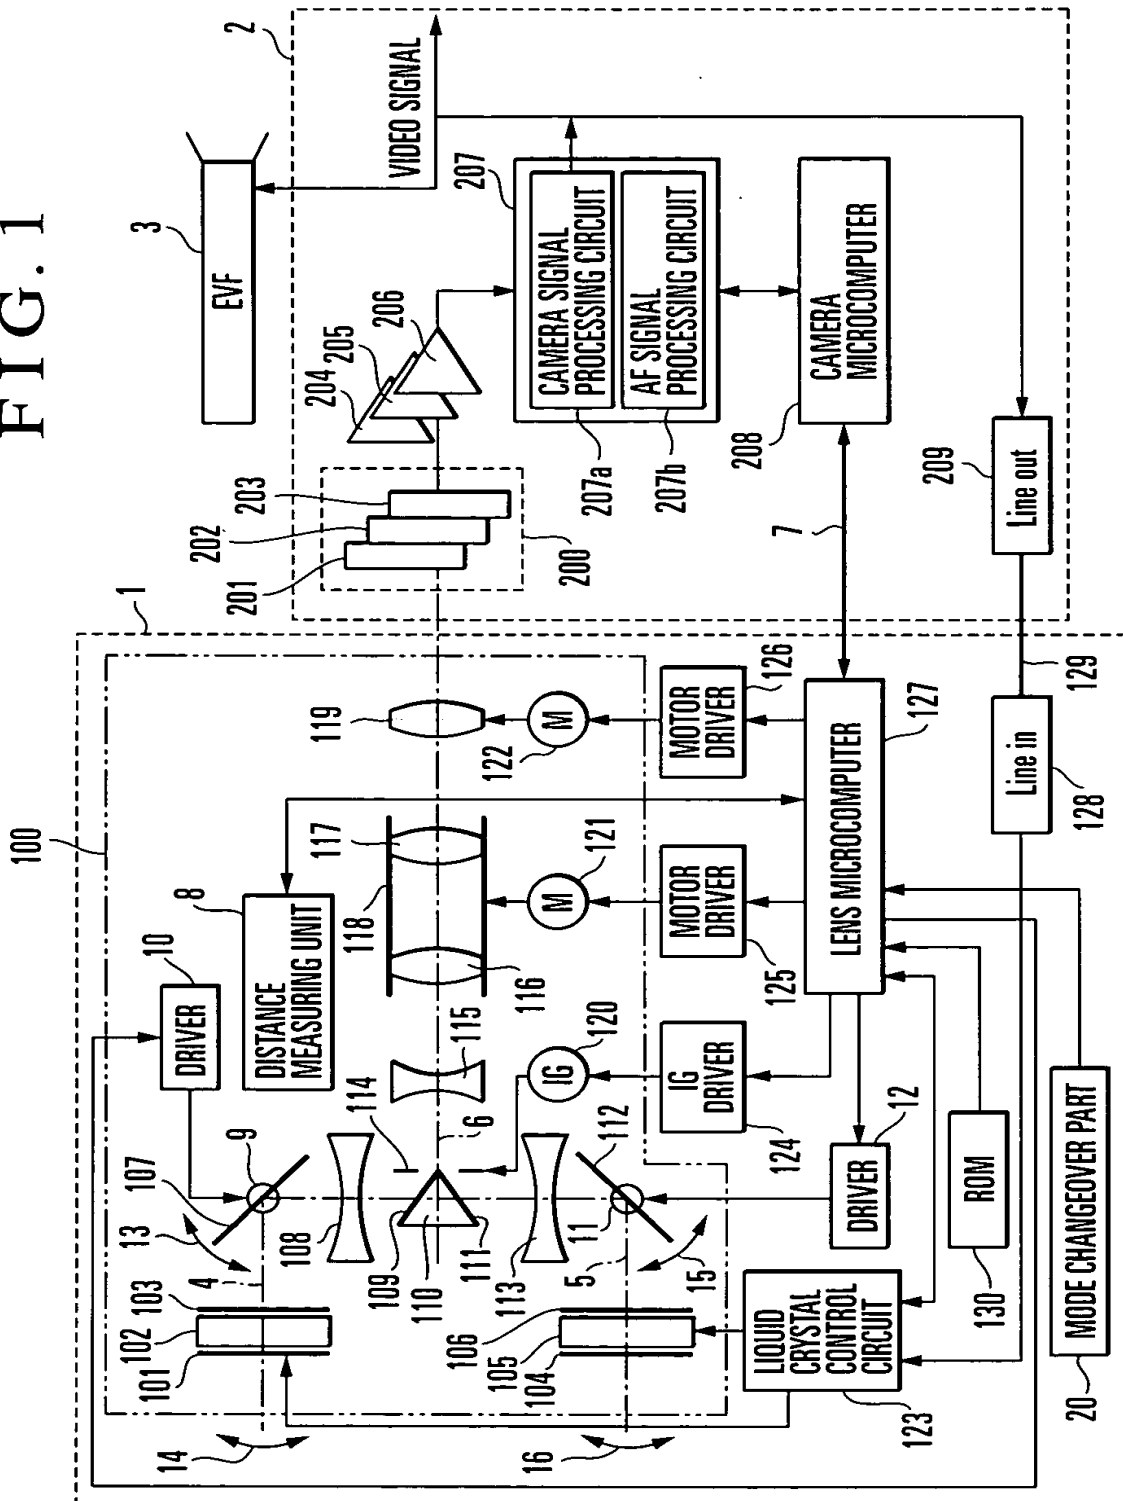 FIG. 1
100
1
3
2
EVF
14
101
102
103
4
13
107
9
10
DRIVER
8
DISTANCE
MEASURING UNIT
108
109
110
111
114
6
115
116
118
117
119
201
202
203
200
204
205
206
VIDEO SIGNAL
207
CAMERA SIGNAL
PROCESSING CIRCUIT
207a
AF SIGNAL
PROCESSING CIRCUIT
207b
16
104
105
106
5
113
15
11
112
IG
120
M
121
M
122
LIQUID
CRYSTAL
CONTROL
CIRCUIT
123
DRIVER
12
IG
DRIVER
124
MOTOR
DRIVER
125
MOTOR
DRIVER
126
LENS MICROCOMPUTER
127
7
208
CAMERA
MICROCOMPUTER
ROM
130
20
MODE CHANGEOVER PART
Line in
128
129
Line out
209